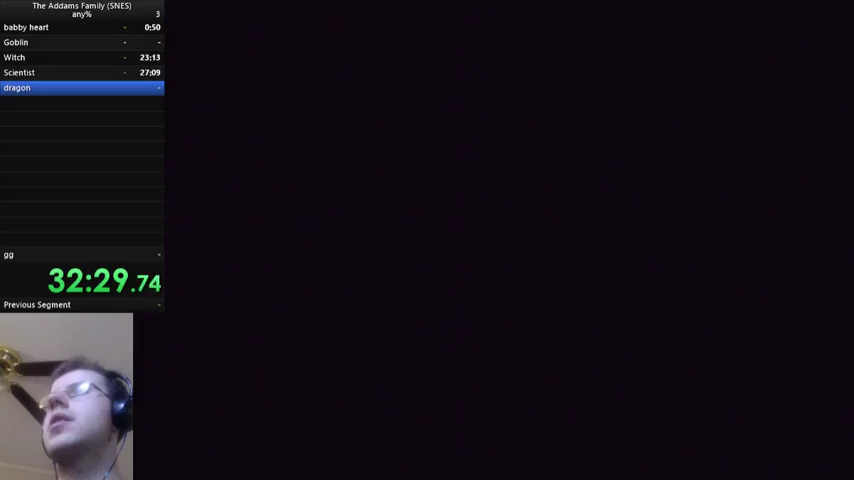 The Addams Family (SNES)
any% 3
babby heart - 0:50
Goblin - -
Witch - 23:13
Scientist - 27:09
dragon -
gg -
32:29.74
Previous Segment -